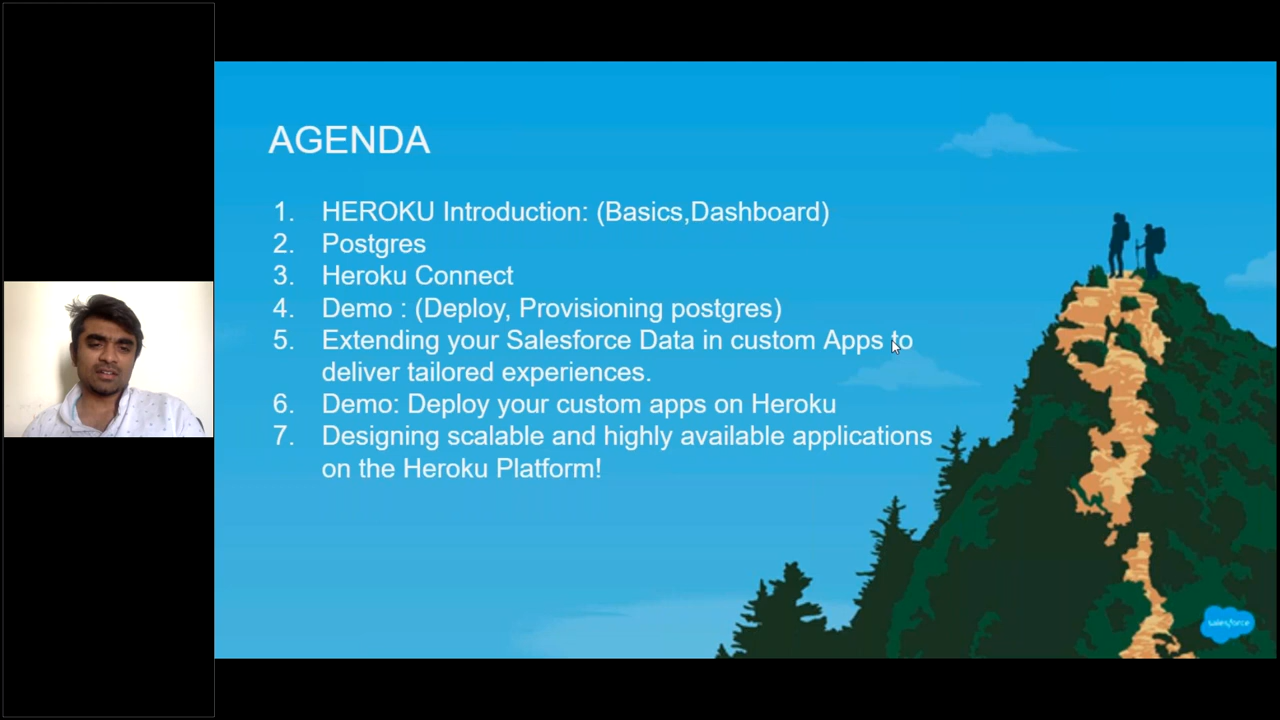 AGENDA
1. HEROKU Introduction: (Basics,Dashboard)
2. Postgres
3. Heroku Connect
4. Demo : (Deploy, Provisioning postgres)
5. Extending your Salesforce Data in custom Apps to
deliver tailored experiences.
6. Demo: Deploy your custom apps on Heroku
7. Designing scalable and highly available applications
on the Heroku Platform!
salesforce